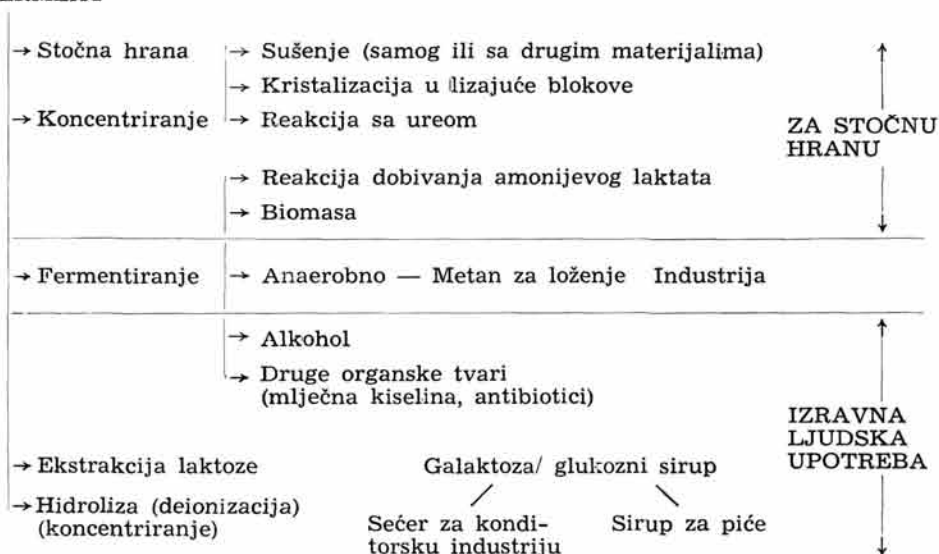 → Stočna hrana → Sušenje (samog ili sa drugim materijalima)
→ Kristalizacija u lizajuće blokove
→ Koncentriranje → Reakcija sa ureom
ZA STOČNU
HRANU
→ Reakcija dobivanja amonijevog laktata
→ Biomasa
→ Fermentiranje → Anaerobno — Metan za loženje Industrija
→ Alkohol
→ Druge organske tvari
(mlječna kiselina, antibiotici)
IZRAVNA
LJUDSKA
UPOTREBA
→ Ekstrakcija laktoze Galaktoza/ glukozni sirup
→ Hidroliza (deionizacija)
(koncentriranje)
Sećer za kondi-
torsku industriju
Sirup za piće